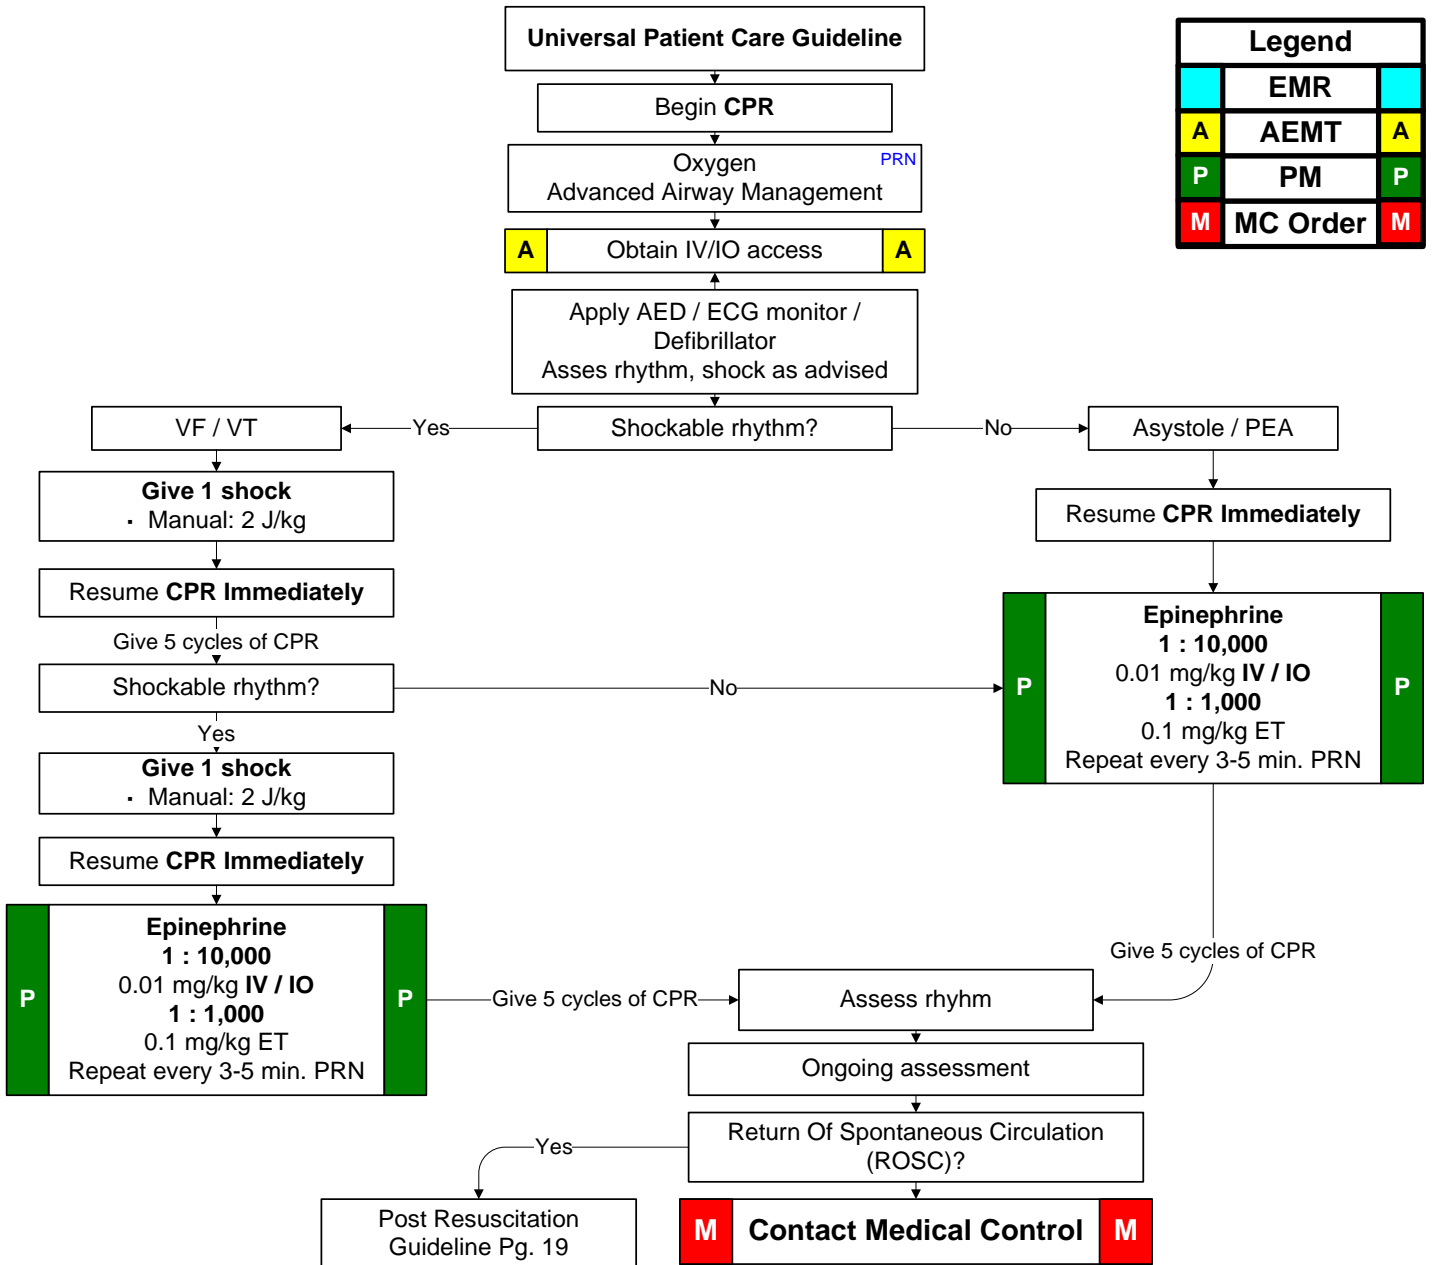 Universal Patient Care Guideline
Legend
EMR
A AEMT A
P PM P
M MC Order M
Begin CPR
Oxygen PRN
Advanced Airway Management
A Obtain IV/IO access A
Apply AED / ECG monitor /
Defibrillator
Asses rhythm, shock as advised
VF / VT
Yes
Shockable rhythm?
No
Asystole / PEA
Give 1 shock
· Manual: 2 J/kg
Resume CPR Immediately
Resume CPR Immediately
Give 5 cycles of CPR
Shockable rhythm?
No
P
Epinephrine
1 : 10,000
0.01 mg/kg IV / IO
1 : 1,000
0.1 mg/kg ET
Repeat every 3-5 min. PRN
P
Yes
Give 1 shock
· Manual: 2 J/kg
Resume CPR Immediately
P
Epinephrine
1 : 10,000
0.01 mg/kg IV / IO
1 : 1,000
0.1 mg/kg ET
Repeat every 3-5 min. PRN
P
Give 5 cycles of CPR
Give 5 cycles of CPR
Assess rhyhm
Ongoing assessment
Return Of Spontaneous Circulation
(ROSC)?
Yes
Post Resuscitation
Guideline Pg. 19
M Contact Medical Control M